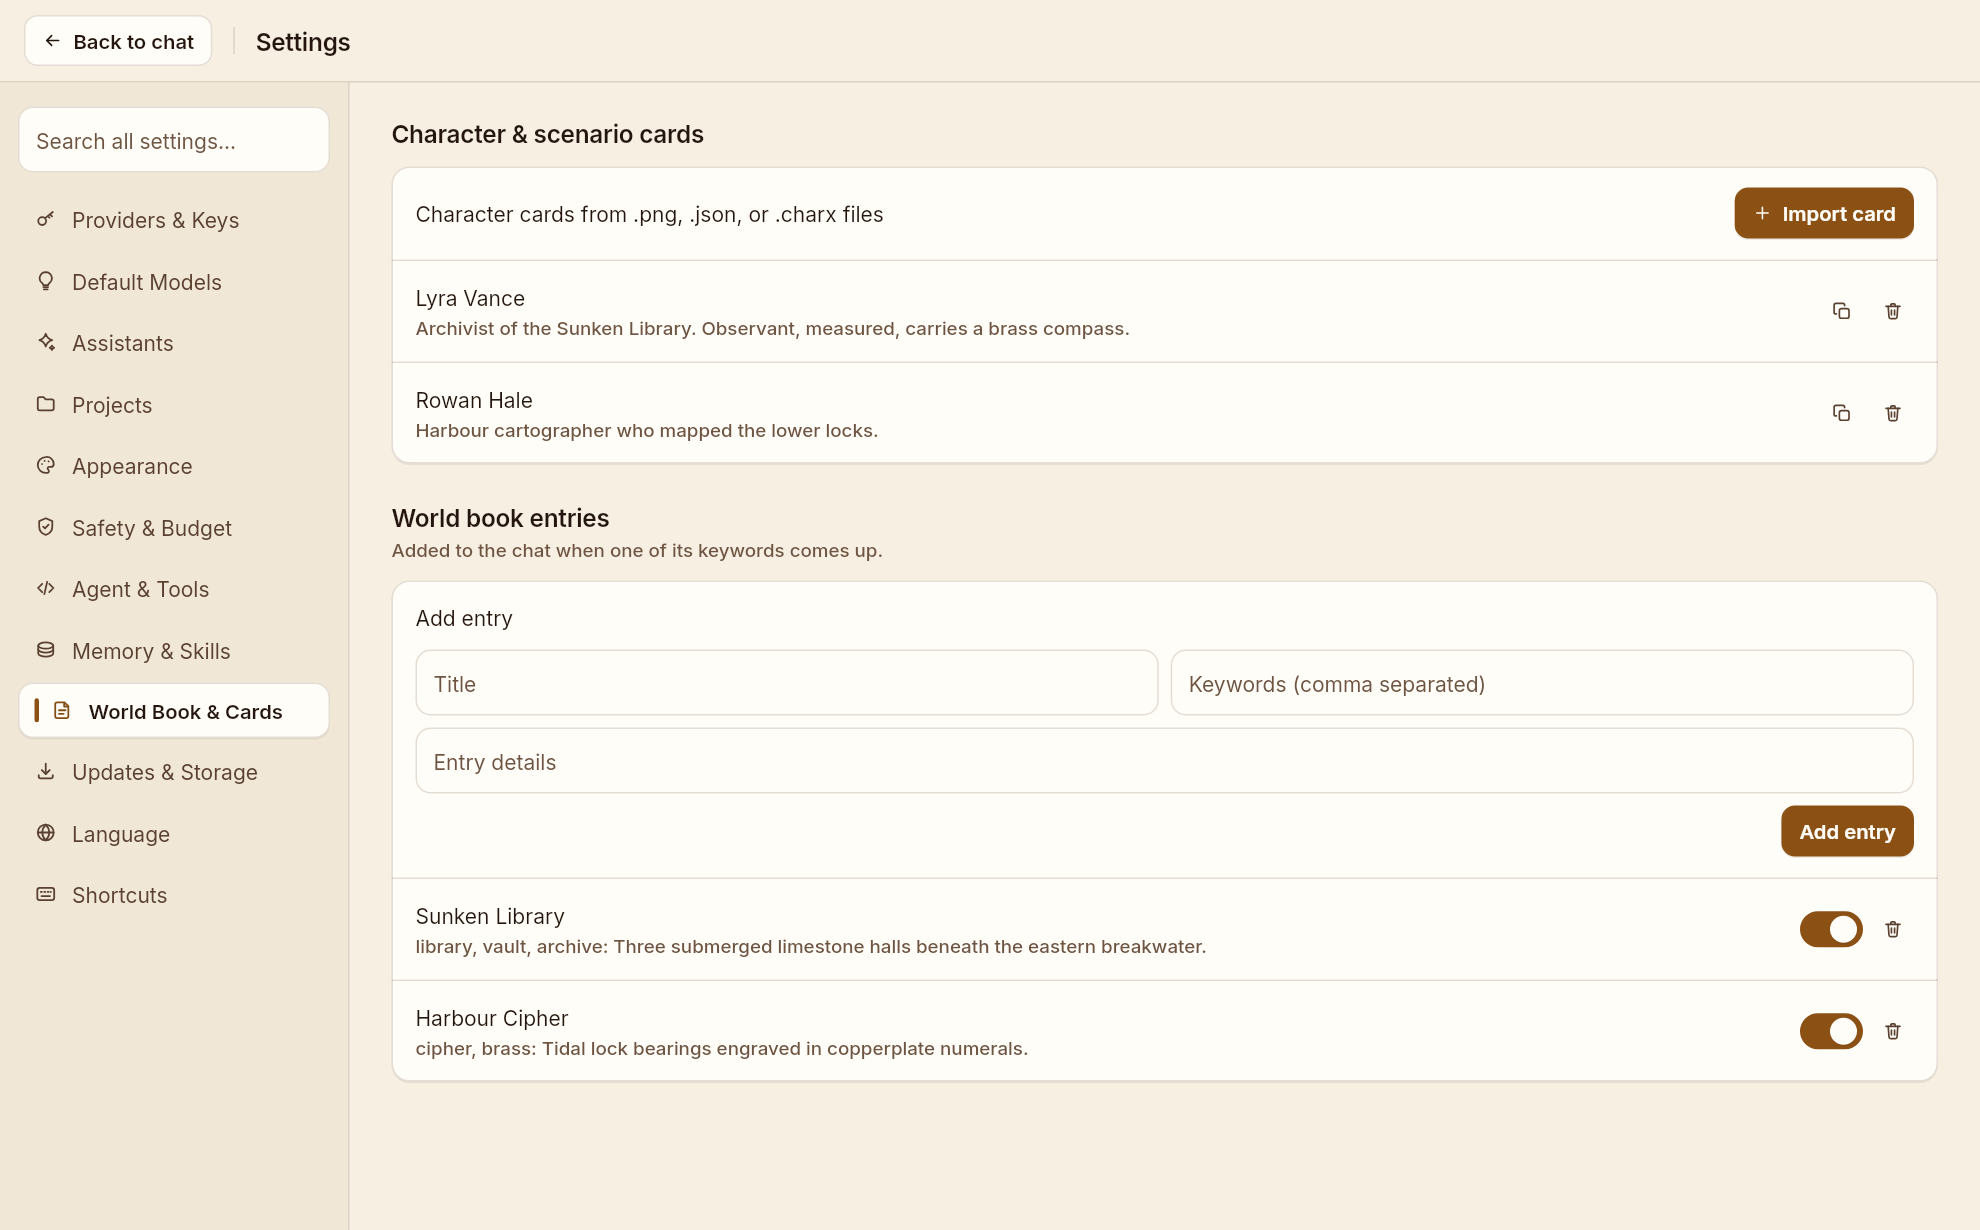 Back to chat
Settings
Search all settings...
Providers & Keys
Default Models
Assistants
Projects
Appearance
Safety & Budget
Agent & Tools
Memory & Skills
World Book & Cards
Updates & Storage
Language
Shortcuts
Character & scenario cards
Character cards from .png, .json, or .charx files
Import card
Lyra Vance
Archivist of the Sunken Library. Observant, measured, carries a brass compass.
Rowan Hale
Harbour cartographer who mapped the lower locks.
World book entries
Added to the chat when one of its keywords comes up.
Add entry
Title
Keywords (comma separated)
Entry details
Add entry
Sunken Library
library, vault, archive: Three submerged limestone halls beneath the eastern breakwater.
Harbour Cipher
cipher, brass: Tidal lock bearings engraved in copperplate numerals.